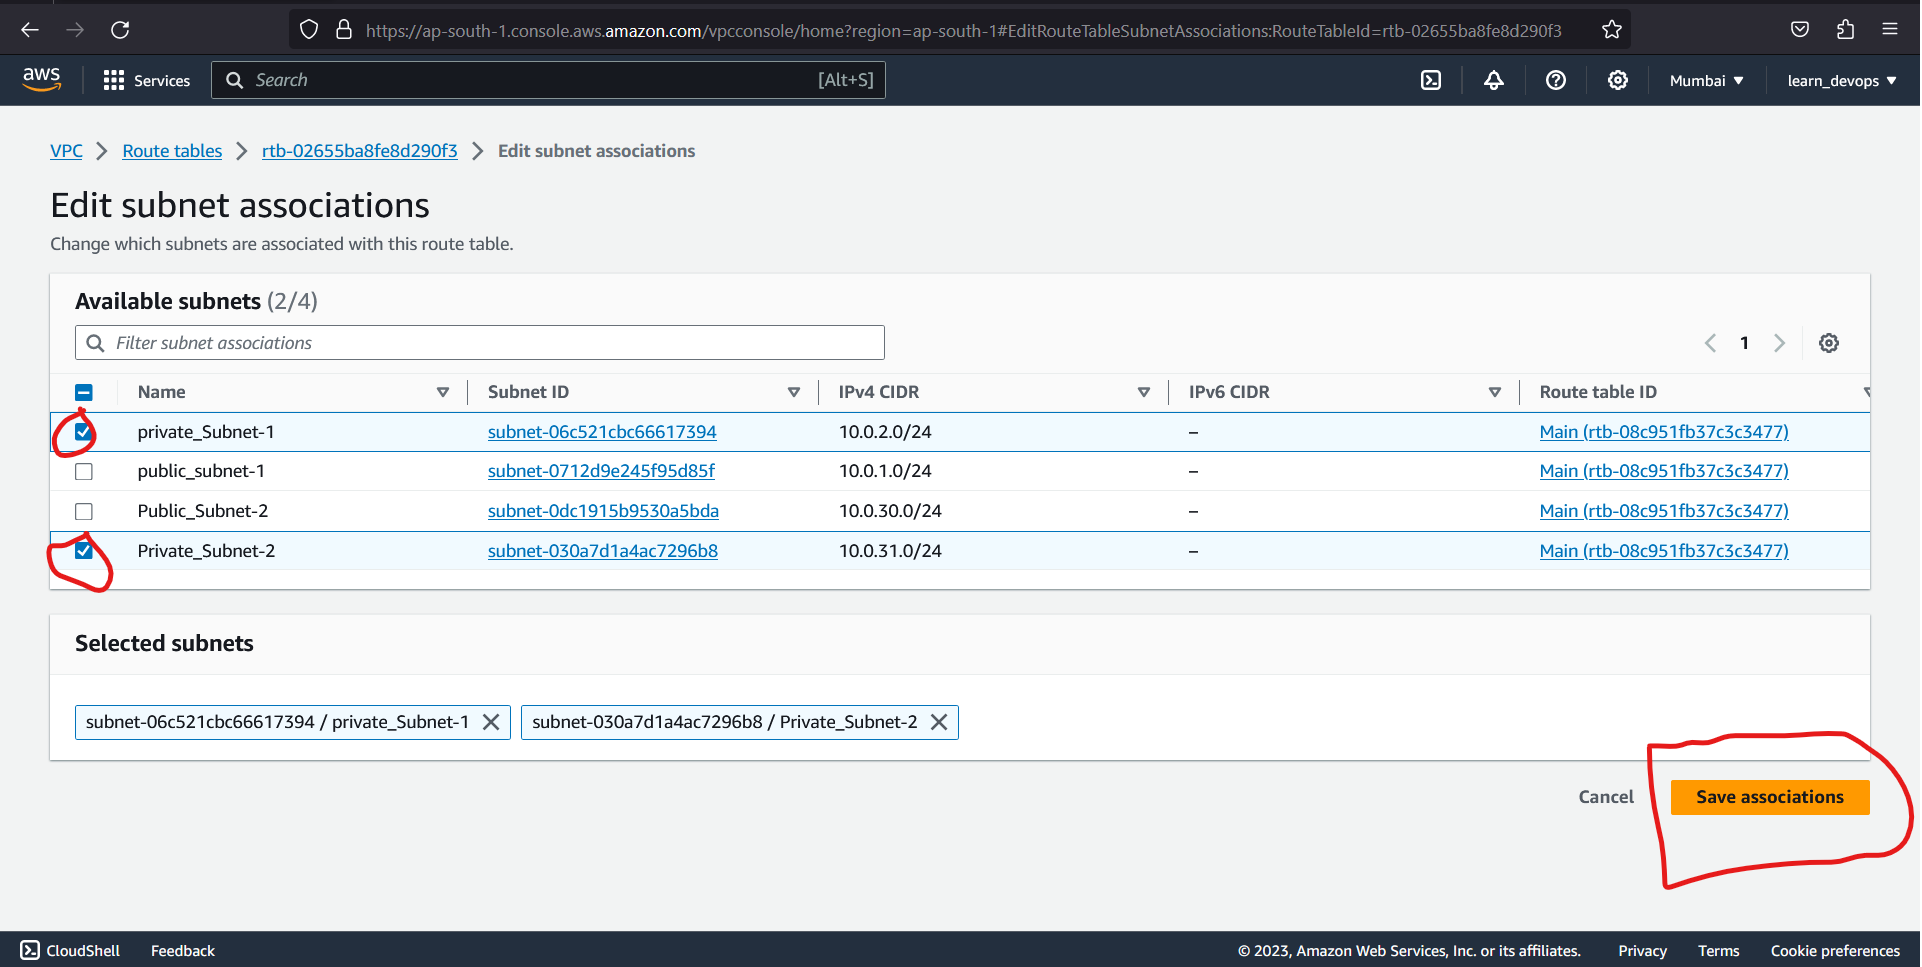 https://ap-south-1.console.aws.amazon.com/vpcconsole/home?region=ap-south-1#EditRouteTableSubnetAssociations:RouteTableId=rtb-02655ba8fe8d290f3
aws Services Search [Alt+S] Mumbai learn_devops
VPC Route tables rtb-02655ba8fe8d290f3 Edit subnet associations
Edit subnet associations
Change which subnets are associated with this route table.
Available subnets (2/4)
Filter subnet associations 1
Name Subnet ID IPv4 CIDR IPv6 CIDR Route table ID
private_Subnet-1 subnet-06c521cbc66617394 10.0.2.0/24 – Main (rtb-08c951fb37c3c3477)
public_subnet-1 subnet-0712d9e245f95d85f 10.0.1.0/24 – Main (rtb-08c951fb37c3c3477)
Public_Subnet-2 subnet-0dc1915b9530a5bda 10.0.30.0/24 – Main (rtb-08c951fb37c3c3477)
Private_Subnet-2 subnet-030a7d1a4ac7296b8 10.0.31.0/24 – Main (rtb-08c951fb37c3c3477)
Selected subnets
subnet-06c521cbc66617394 / private_Subnet-1 subnet-030a7d1a4ac7296b8 / Private_Subnet-2
Cancel Save associations
CloudShell Feedback © 2023, Amazon Web Services, Inc. or its affiliates. Privacy Terms Cookie preferences